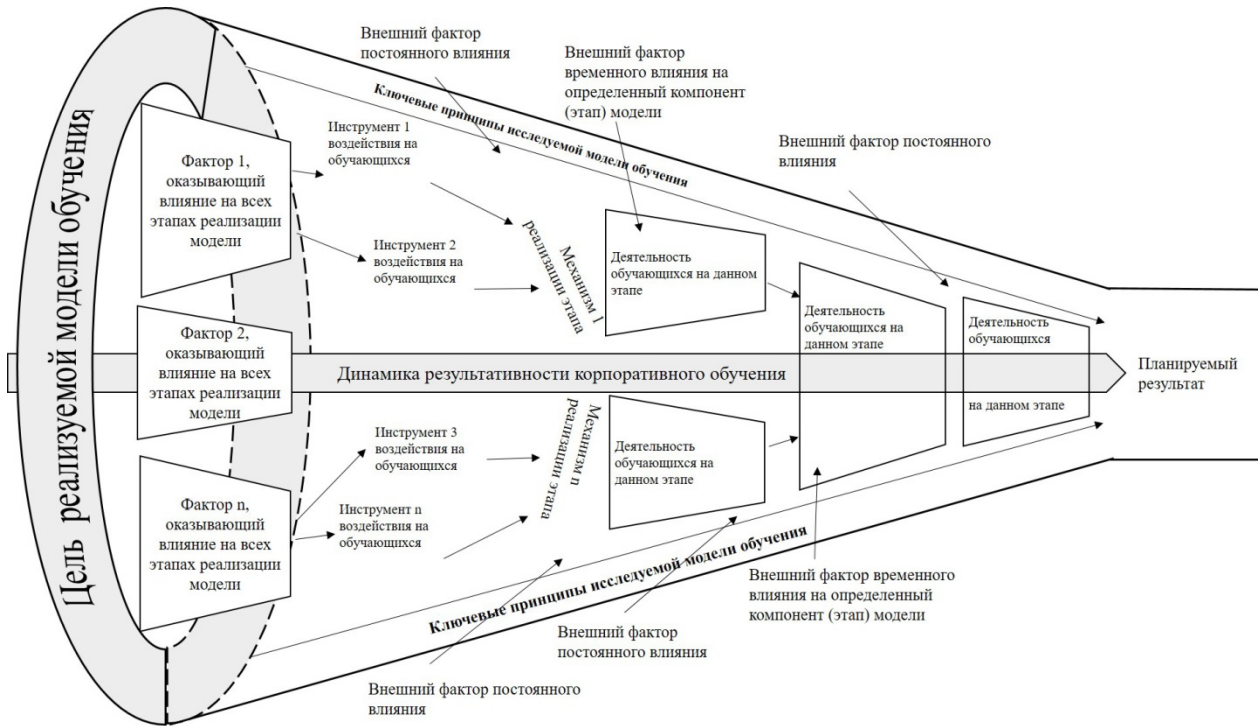 Цель реализуемой модели обучения
Фактор 1,
оказывающий
влияние на всех
этапах реализации
модели
Фактор 2,
оказывающий
влияние на всех
этапах реализации
модели
Фактор n,
оказывающий
влияние на всех
этапах реализации
модели
Инструмент 1
воздействия на
обучающихся
Инструмент 2
воздействия на
обучающихся
Инструмент 3
воздействия на
обучающихся
Инструмент n
воздействия на
обучающихся
Внешний фактор
постоянного влияния
Внешний фактор
временного влияния на
определенный компонент
(этап) модели
Внешний фактор постоянного
влияния
Ключевые принципы исследуемой модели обучения
Механизм 1
реализации этапа
Деятельность
обучающихся на данном
этапе
Деятельность
обучающихся на
данном этапе
Деятельность
обучающихся
на данном этапе
Динамика результативности корпоративного обучения
Планируемый
результат
Механизм n
реализации этапа
Деятельность
обучающихся на
данном этапе
Ключевые принципы исследуемой модели обучения
Внешний фактор временного
влияния на определенный
компонент (этап) модели
Внешний фактор
постоянного влияния
Внешний фактор постоянного
влияния